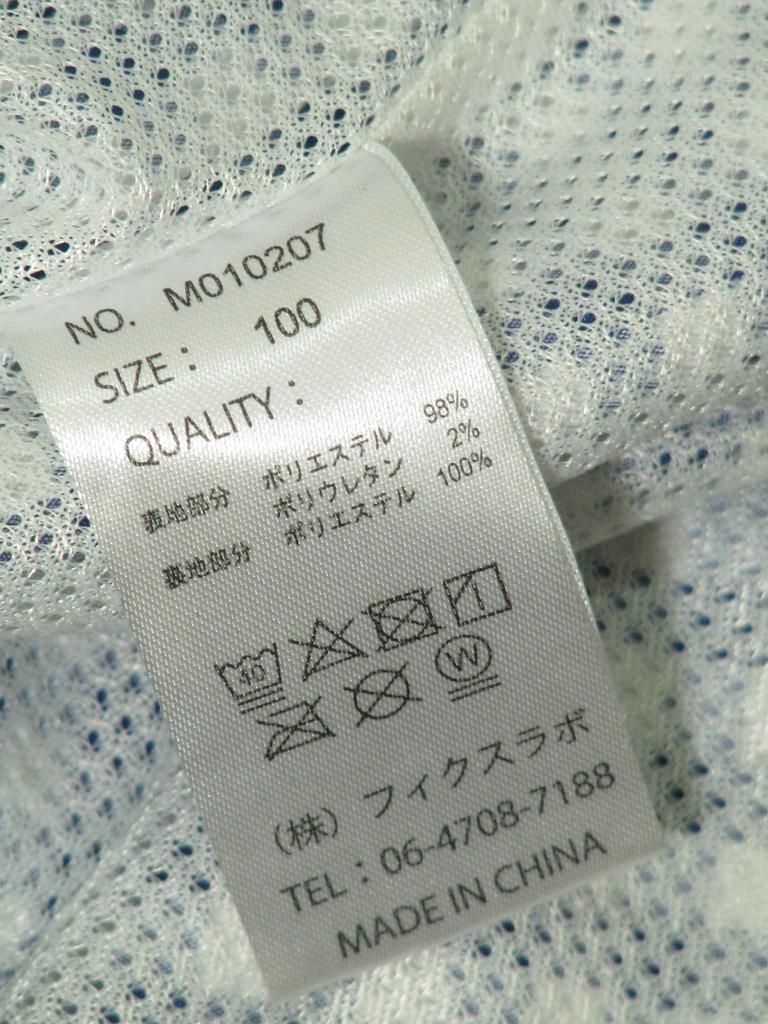 NO. M010207
SIZE： 100
QUALITY：
表地部分 ポリエステル 98%
ポリウレタン 2%
裏地部分 ポリエステル 100%
40
W
（株）フィクスラボ
TEL：06-4708-7188
MADE IN CHINA